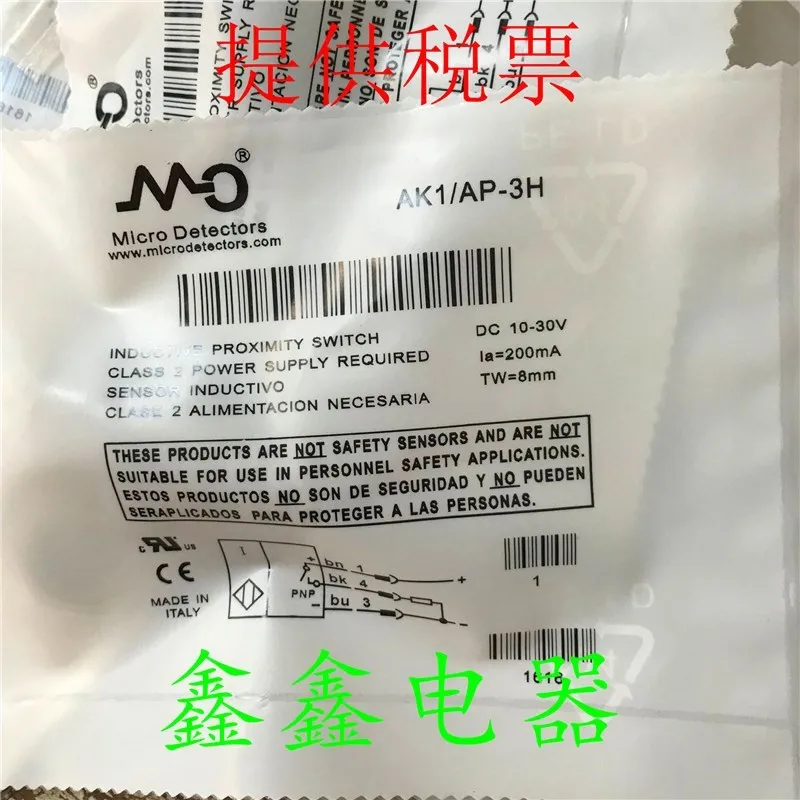 提供税票
MD®
Micro Detectors
www.microdetectors.com
AK1/AP-3H
INDUCTIVE PROXIMITY SWITCH
CLASS 2 POWER SUPPLY REQUIRED
SENSOR INDUCTIVO
CLASE 2 ALIMENTACION NECESARIA
DC 10-30V
Ia=200mA
TW=8mm
THESE PRODUCTS ARE NOT SAFETY SENSORS AND ARE NOT
SUITABLE FOR USE IN PERSONNEL SAFETY APPLICATIONS.
ESTOS PRODUCTOS NO SON DE SEGURIDAD Y NO PUEDEN
SERAPLICADOS PARA PROTEGER A LAS PERSONAS.
c RU us
CE
MADE IN
ITALY
I
PNP
+ bn 1 +
bk 4
– bu 3 –
1
1616
鑫鑫电器